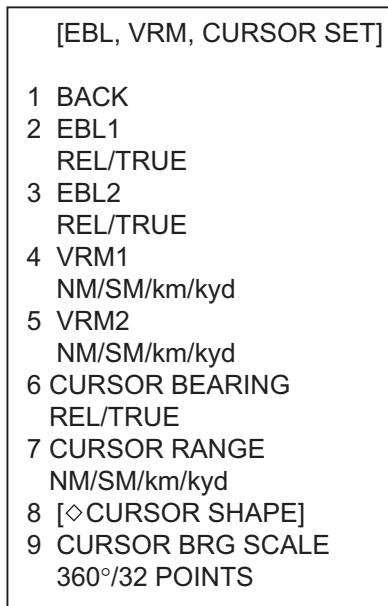 [EBL, VRM, CURSOR SET]
1 BACK
2 EBL1
REL/TRUE
3 EBL2
REL/TRUE
4 VRM1
NM/SM/km/kyd
5 VRM2
NM/SM/km/kyd
6 CURSOR BEARING
REL/TRUE
7 CURSOR RANGE
NM/SM/km/kyd
8 [◇CURSOR SHAPE]
9 CURSOR BRG SCALE
360°/32 POINTS